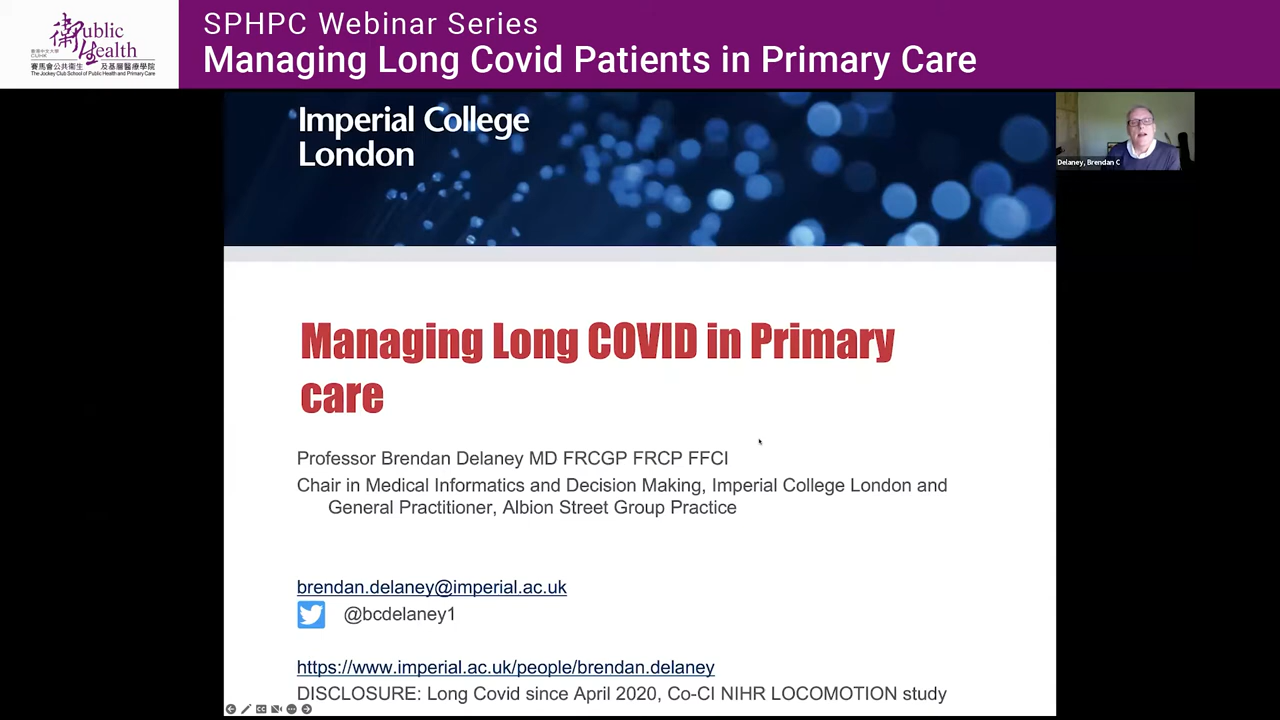 SPHPC Webinar Series
Managing Long Covid Patients in Primary Care
Public
Health
衛
香港中文大學
CUHK
賽馬會公共衞生 及基層醫療學院
The Jockey Club School of Public Health and Primary Care
Imperial College
London
Delaney, Brendan C
Managing Long COVID in Primary
care
Professor Brendan Delaney MD FRCGP FRCP FFCI
Chair in Medical Informatics and Decision Making, Imperial College London and
General Practitioner, Albion Street Group Practice
brendan.delaney@imperial.ac.uk
@bcdelaney1
https://www.imperial.ac.uk/people/brendan.delaney
DISCLOSURE: Long Covid since April 2020, Co-CI NIHR LOCOMOTION study